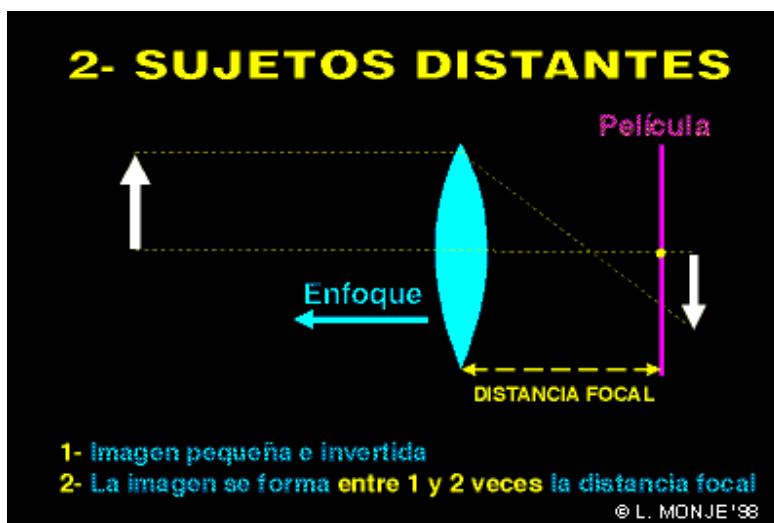 2- SUJETOS DISTANTES
Película
Enfoque
DISTANCIA FOCAL
1- Imagen pequeña e invertida
2- La imagen se forma entre 1 y 2 veces la distancia focal
© L. MONJE '98